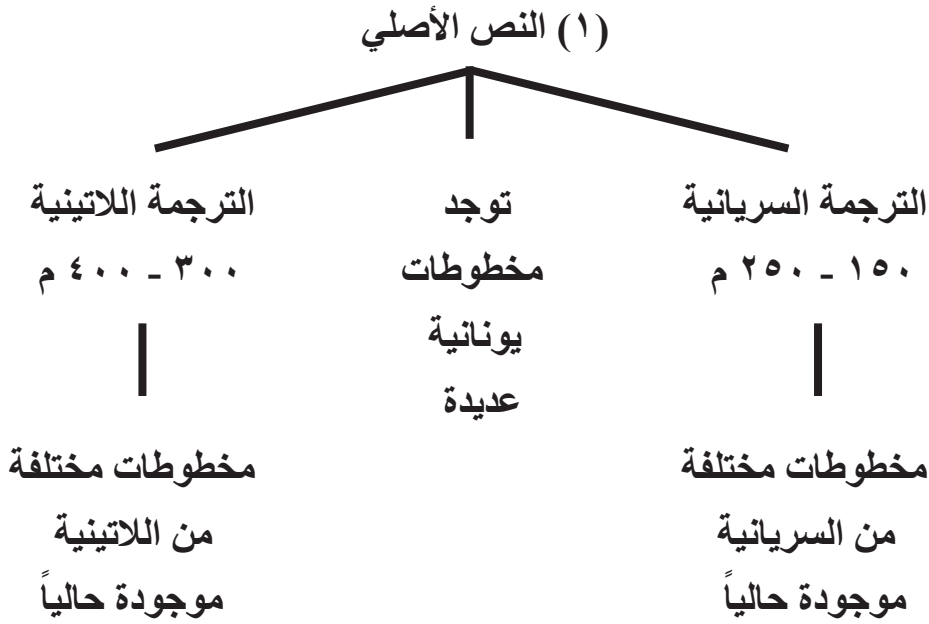 (١) النص الأصلي
الترجمة السريانية
١٥٠ ـ ٢٥٠ م
مخطوطات مختلفة
من السريانية
موجودة حالياً
توجد
مخطوطات
يونانية
عديدة
الترجمة اللاتينية
٣٠٠ ـ ٤٠٠ م
مخطوطات مختلفة
من اللاتينية
موجودة حالياً